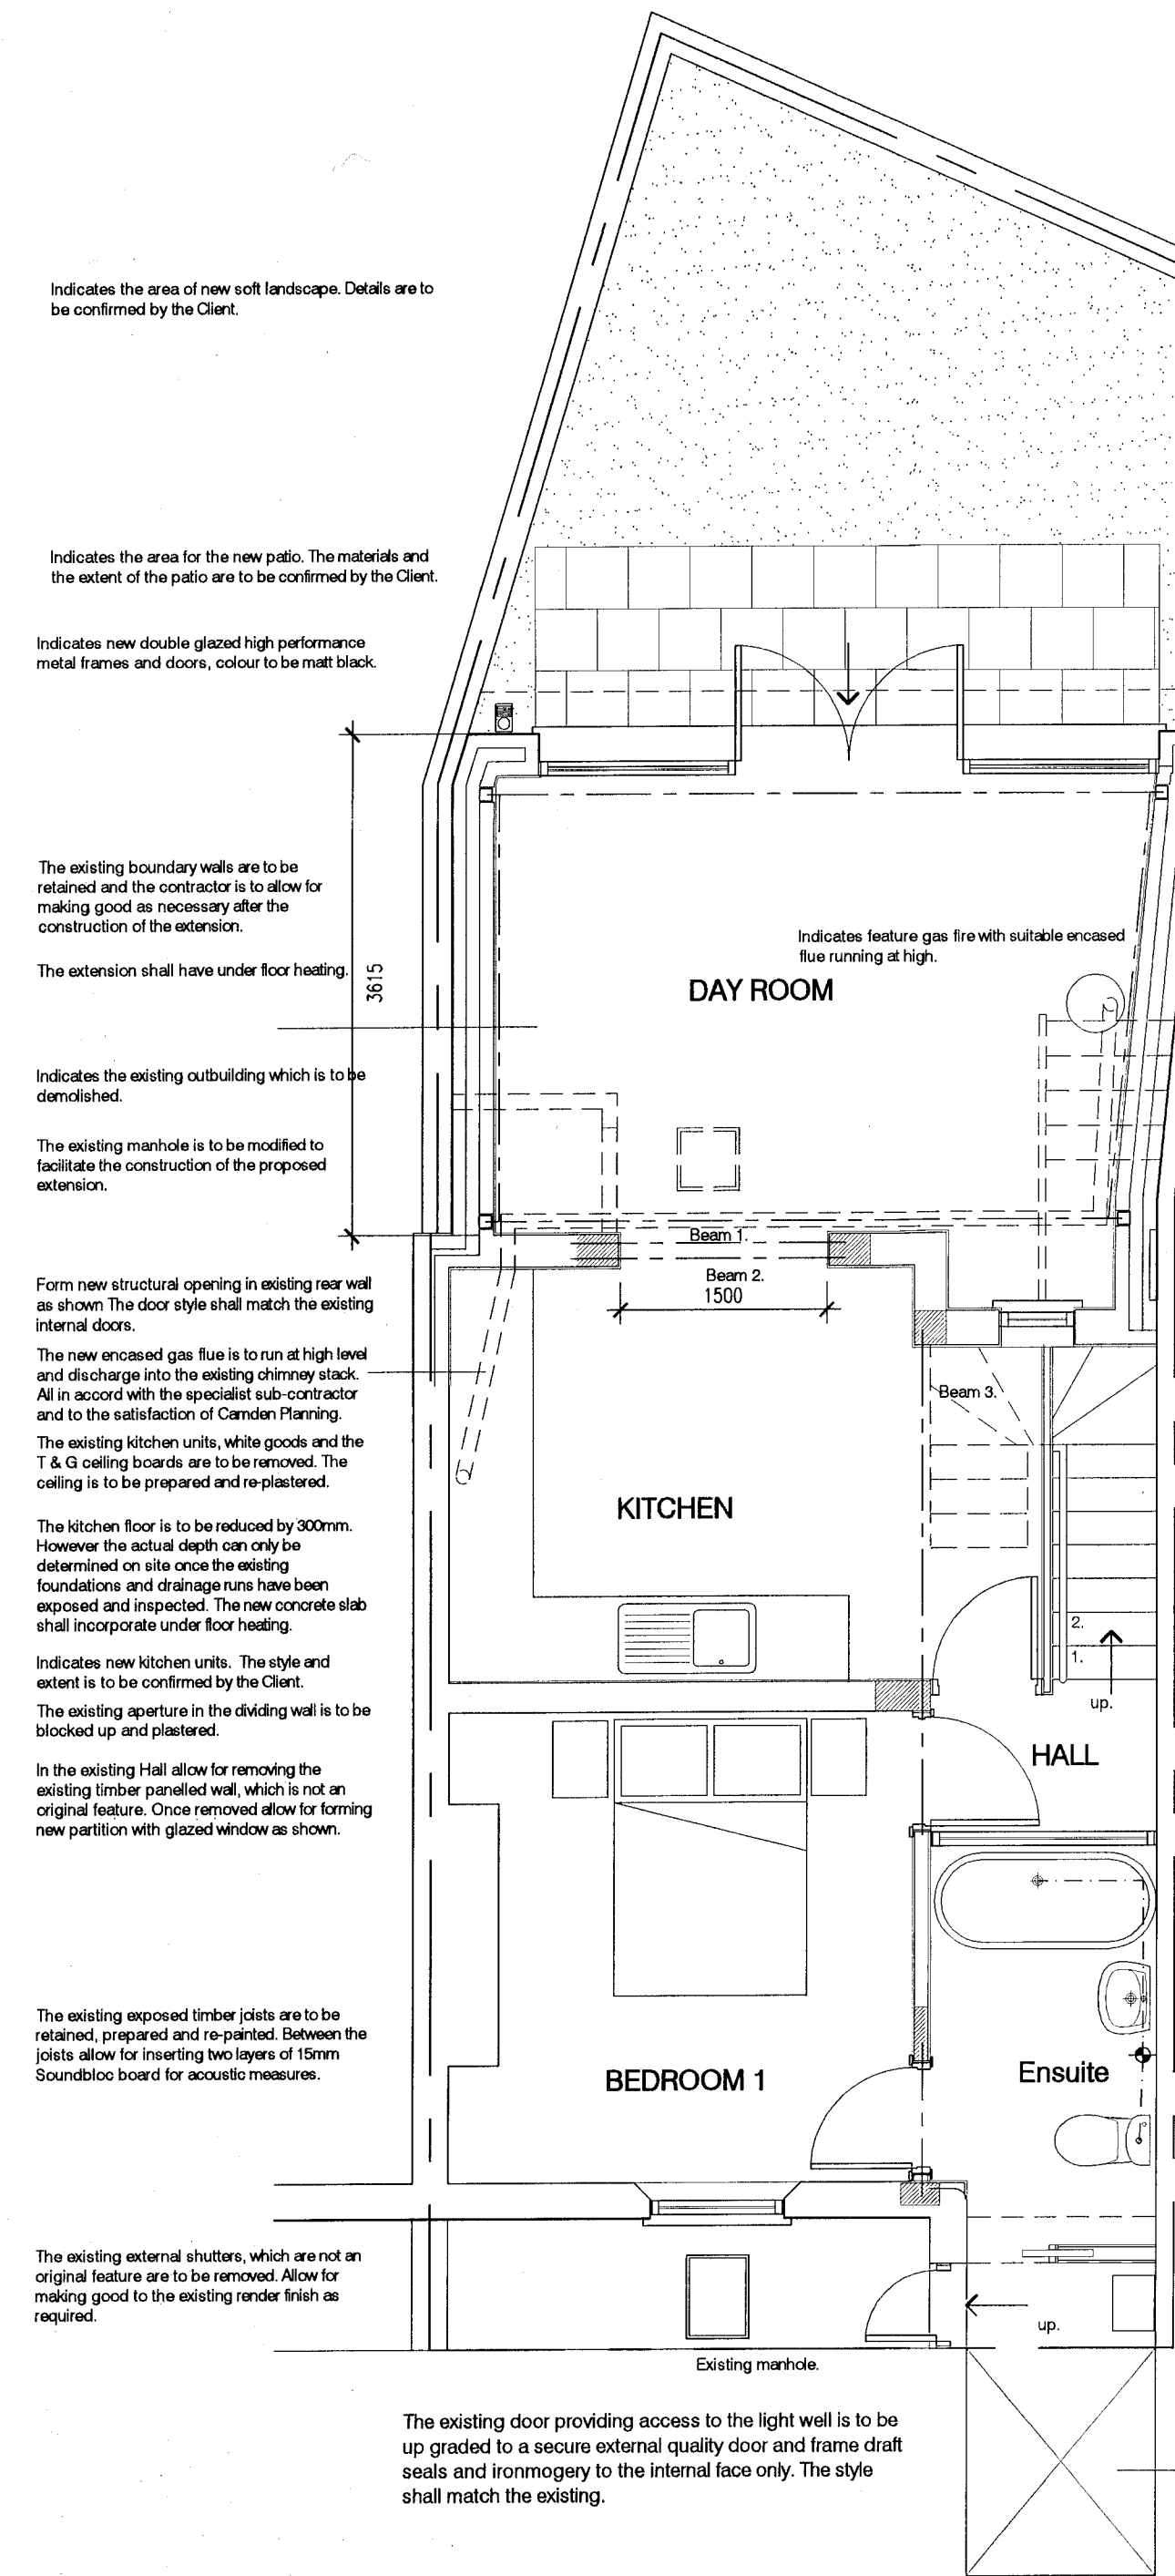 Indicates the area of new soft landscape. Details are to
be confirmed by the Client.
Indicates the area for the new patio. The materials and
the extent of the patio are to be confirmed by the Client.
Indicates new double glazed high performance
metal frames and doors, colour to be matt black.
The existing boundary walls are to be
retained and the contractor is to allow for
making good as necessary after the
construction of the extension.
The extension shall have under floor heating.
3615
Indicates feature gas fire with suitable encased
flue running at high.
DAY ROOM
Indicates the existing outbuilding which is to be
demolished.
The existing manhole is to be modified to
facilitate the construction of the proposed
extension.
Beam 1.
Beam 2.
1500
Form new structural opening in existing rear wall
as shown The door style shall match the existing
internal doors.
The new encased gas flue is to run at high level
and discharge into the existing chimney stack.
All in accord with the specialist sub-contractor
and to the satisfaction of Camden Planning.
Beam 3.
The existing kitchen units, white goods and the
T & G ceiling boards are to be removed. The
ceiling is to be prepared and re-plastered.
KITCHEN
The kitchen floor is to be reduced by 300mm.
However the actual depth can only be
determined on site once the existing
foundations and drainage runs have been
exposed and inspected. The new concrete slab
shall incorporate under floor heating.
2.
1.
up.
Indicates new kitchen units. The style and
extent is to be confirmed by the Client.
The existing aperture in the dividing wall is to be
blocked up and plastered.
HALL
In the existing Hall allow for removing the
existing timber panelled wall, which is not an
original feature. Once removed allow for forming
new partition with glazed window as shown.
The existing exposed timber joists are to be
retained, prepared and re-painted. Between the
joists allow for inserting two layers of 15mm
Soundbloc board for acoustic measures.
BEDROOM 1
Ensuite
The existing external shutters, which are not an
original feature are to be removed. Allow for
making good to the existing render finish as
required.
up.
Existing manhole.
The existing door providing access to the light well is to be
up graded to a secure external quality door and frame draft
seals and ironmogery to the internal face only. The style
shall match the existing.